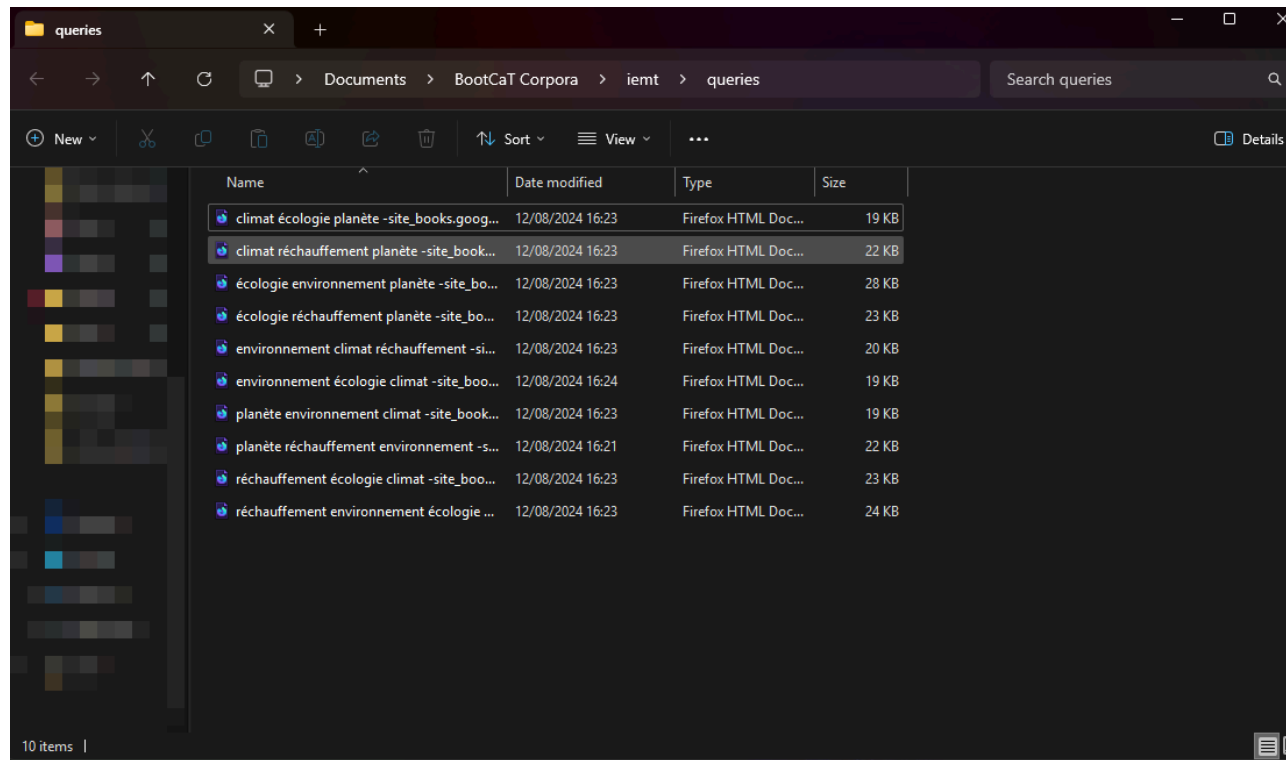 queries
Documents > BootCaT Corpora > iemt > queries Search queries
New Sort View ... Details
Name Date modified Type Size
climat écologie planète -site_books.goog... 12/08/2024 16:23 Firefox HTML Doc... 19 KB
climat réchauffement planète -site_book... 12/08/2024 16:23 Firefox HTML Doc... 22 KB
écologie environnement planète -site_bo... 12/08/2024 16:23 Firefox HTML Doc... 28 KB
écologie réchauffement planète -site_bo... 12/08/2024 16:23 Firefox HTML Doc... 23 KB
environnement climat réchauffement -si... 12/08/2024 16:23 Firefox HTML Doc... 20 KB
environnement écologie climat -site_boo... 12/08/2024 16:24 Firefox HTML Doc... 19 KB
planète environnement climat -site_book... 12/08/2024 16:23 Firefox HTML Doc... 19 KB
planète réchauffement environnement -s... 12/08/2024 16:21 Firefox HTML Doc... 22 KB
réchauffement écologie climat -site_boo... 12/08/2024 16:23 Firefox HTML Doc... 23 KB
réchauffement environnement écologie ... 12/08/2024 16:23 Firefox HTML Doc... 24 KB
10 items